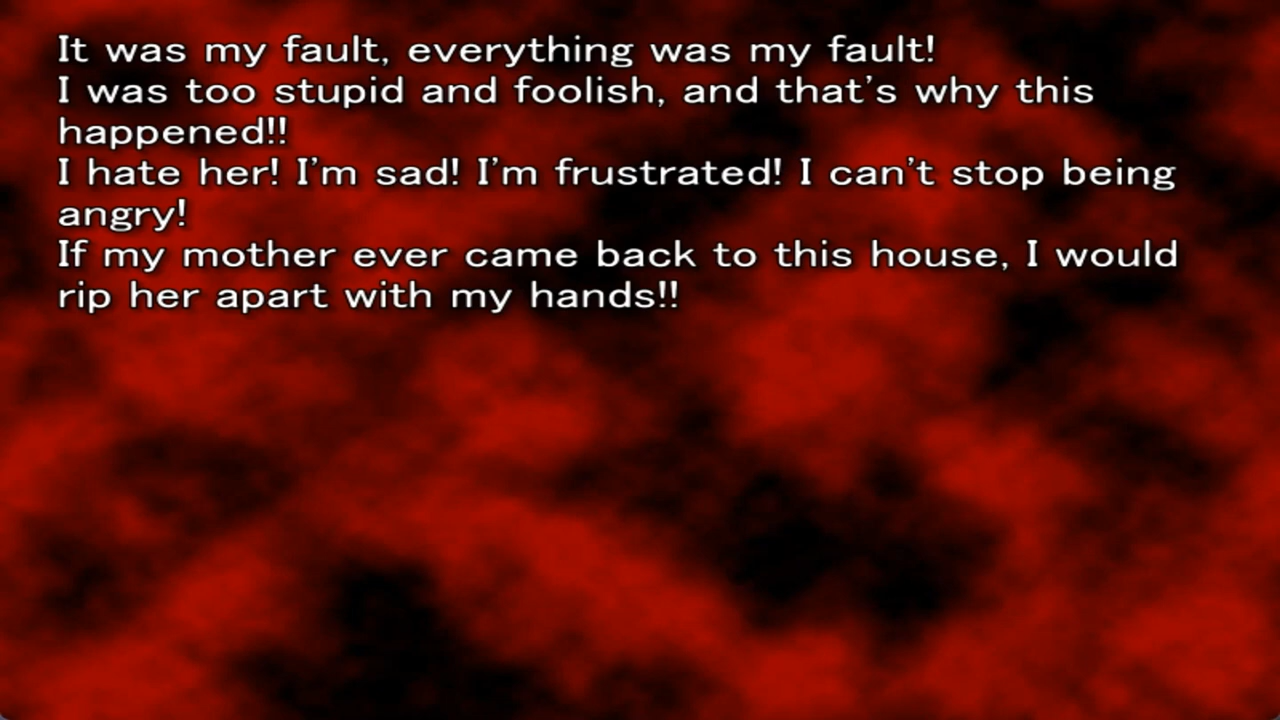 It was my fault, everything was my fault!
I was too stupid and foolish, and that's why this
happened!!
I hate her! I'm sad! I'm frustrated! I can't stop being
angry!
If my mother ever came back to this house, I would
rip her apart with my hands!!